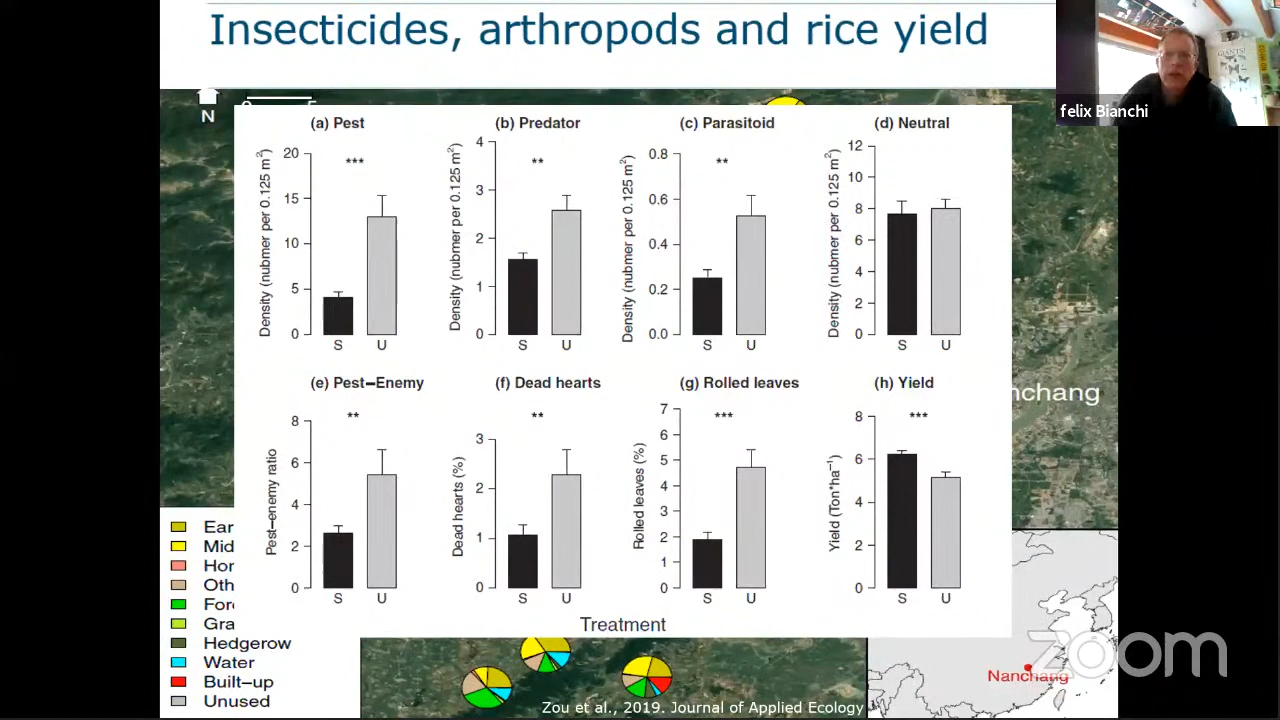 Insecticides, arthropods and rice yield
felix Bianchi
N
(a) Pest
(b) Predator
(c) Parasitoid
(d) Neutral
Density (nubmer per 0.125 m²)
20
15
10
5
0
***
S
U
Density (nubmer per 0.125 m²)
4
3
2
1
0
**
S
U
Density (nubmer per 0.125 m²)
0.8
0.6
0.4
0.2
0.0
**
S
U
Density (nubmer per 0.125 m²)
12
10
8
6
4
2
0
S
U
(e) Pest–Enemy
(f) Dead hearts
(g) Rolled leaves
(h) Yield
Pest–enemy ratio
8
6
4
2
0
**
S
U
Dead hearts (%)
3
2
1
0
**
S
U
Rolled leaves (%)
7
6
5
4
3
2
1
0
***
S
U
Yield (Ton*ha⁻¹)
8
6
4
2
0
***
S
U
Treatment
nchang
Ear
Mid
Hor
Oth
For
Gra
Hedgerow
Water
Built–up
Unused
Nanchang
zoom
Zou et al., 2019. Journal of Applied Ecology